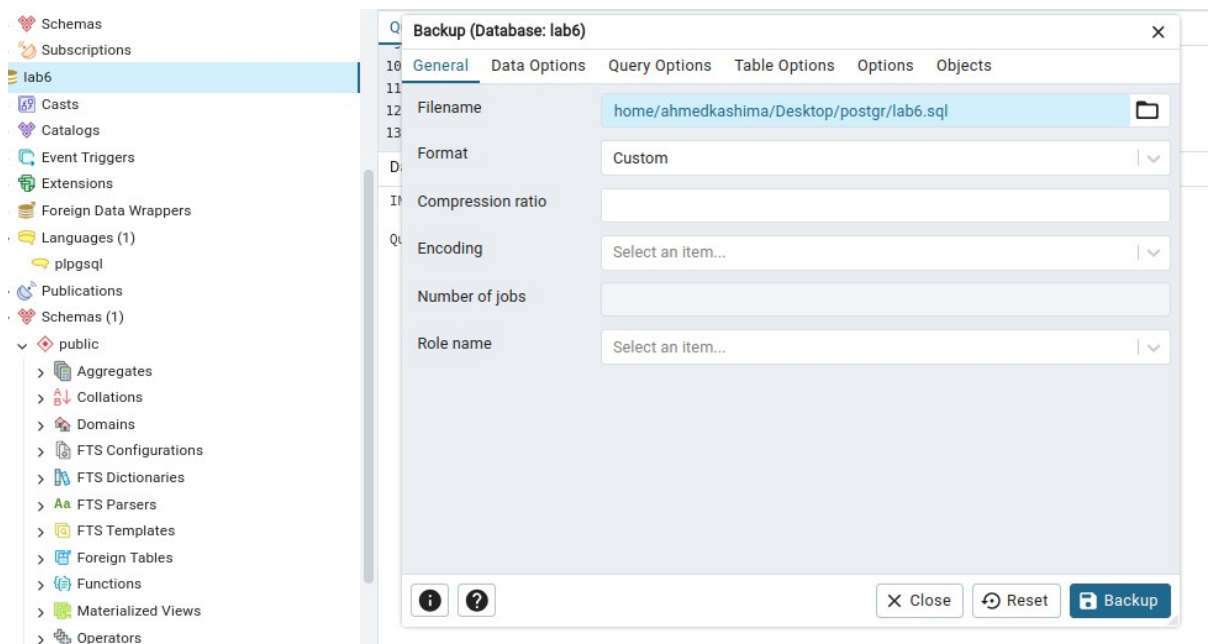 Schemas
Subscriptions
lab6
Casts
Catalogs
Event Triggers
Extensions
Foreign Data Wrappers
Languages (1)
plpgsql
Publications
Schemas (1)
public
Aggregates
Collations
Domains
FTS Configurations
FTS Dictionaries
Aa FTS Parsers
FTS Templates
Foreign Tables
Functions
Materialized Views
Operators
10
11
12
13
Backup (Database: lab6)
General Data Options Query Options Table Options Options Objects
Filename home/ahmedkashima/Desktop/postgr/lab6.sql
Format Custom
Compression ratio
Encoding Select an item...
Number of jobs
Role name Select an item...
Close Reset Backup